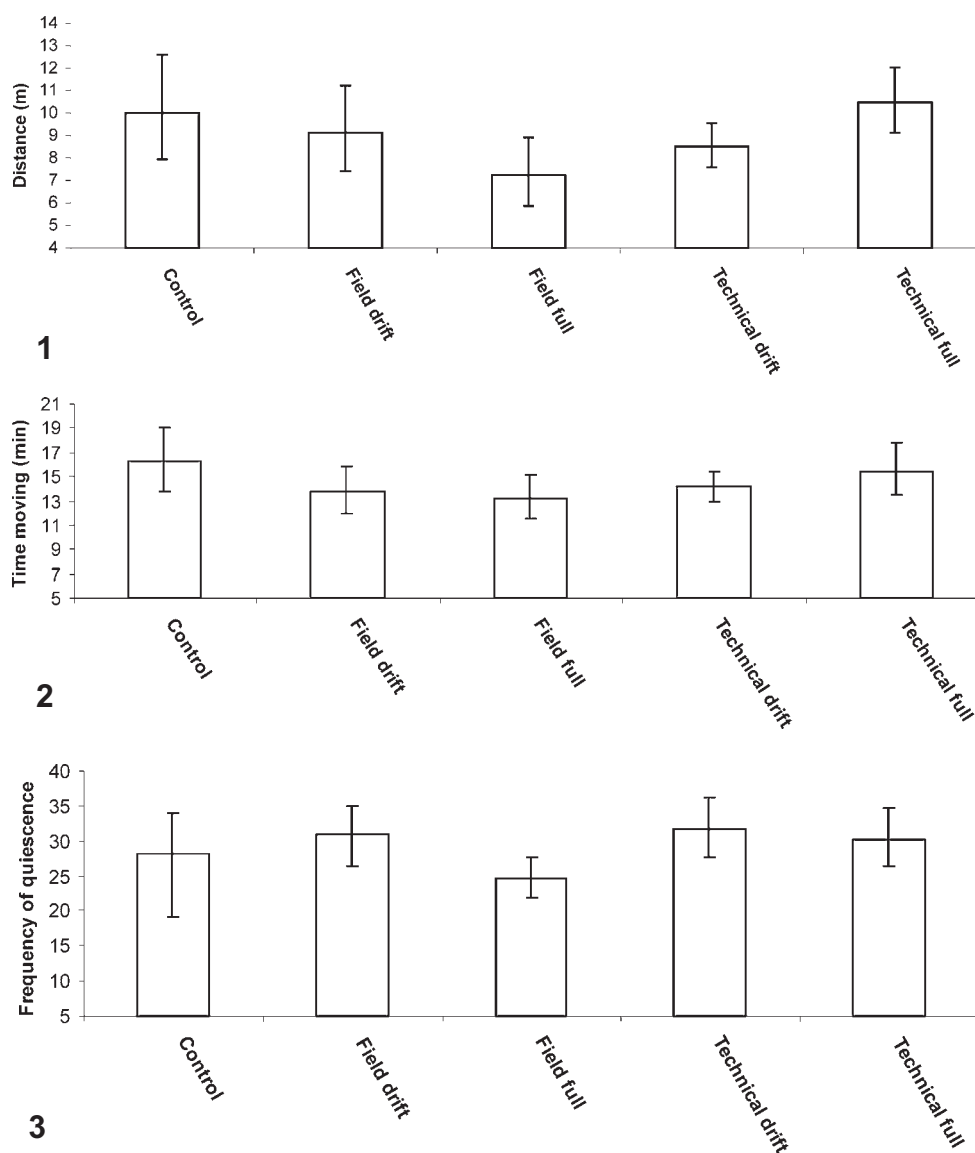 14
13
12
11
10
9
8
7
6
5
4
Distance (m)
Control
Field drift
Field full
Technical drift
Technical full
1
21
19
17
15
13
11
9
7
5
Time moving (min)
Control
Field drift
Field full
Technical drift
Technical full
2
40
35
30
25
20
15
10
5
Frequency of quiescence
Control
Field drift
Field full
Technical drift
Technical full
3